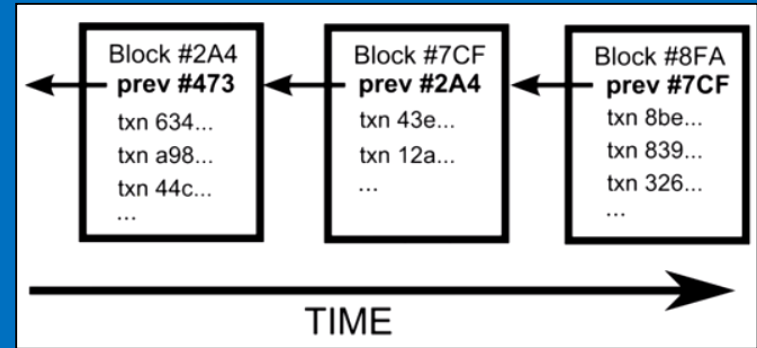 Block #2A4
prev #473
txn 634...
txn a98...
txn 44c...
...
Block #7CF
prev #2A4
txn 43e...
txn 12a...
...
Block #8FA
prev #7CF
txn 8be...
txn 839...
txn 326...
...
TIME